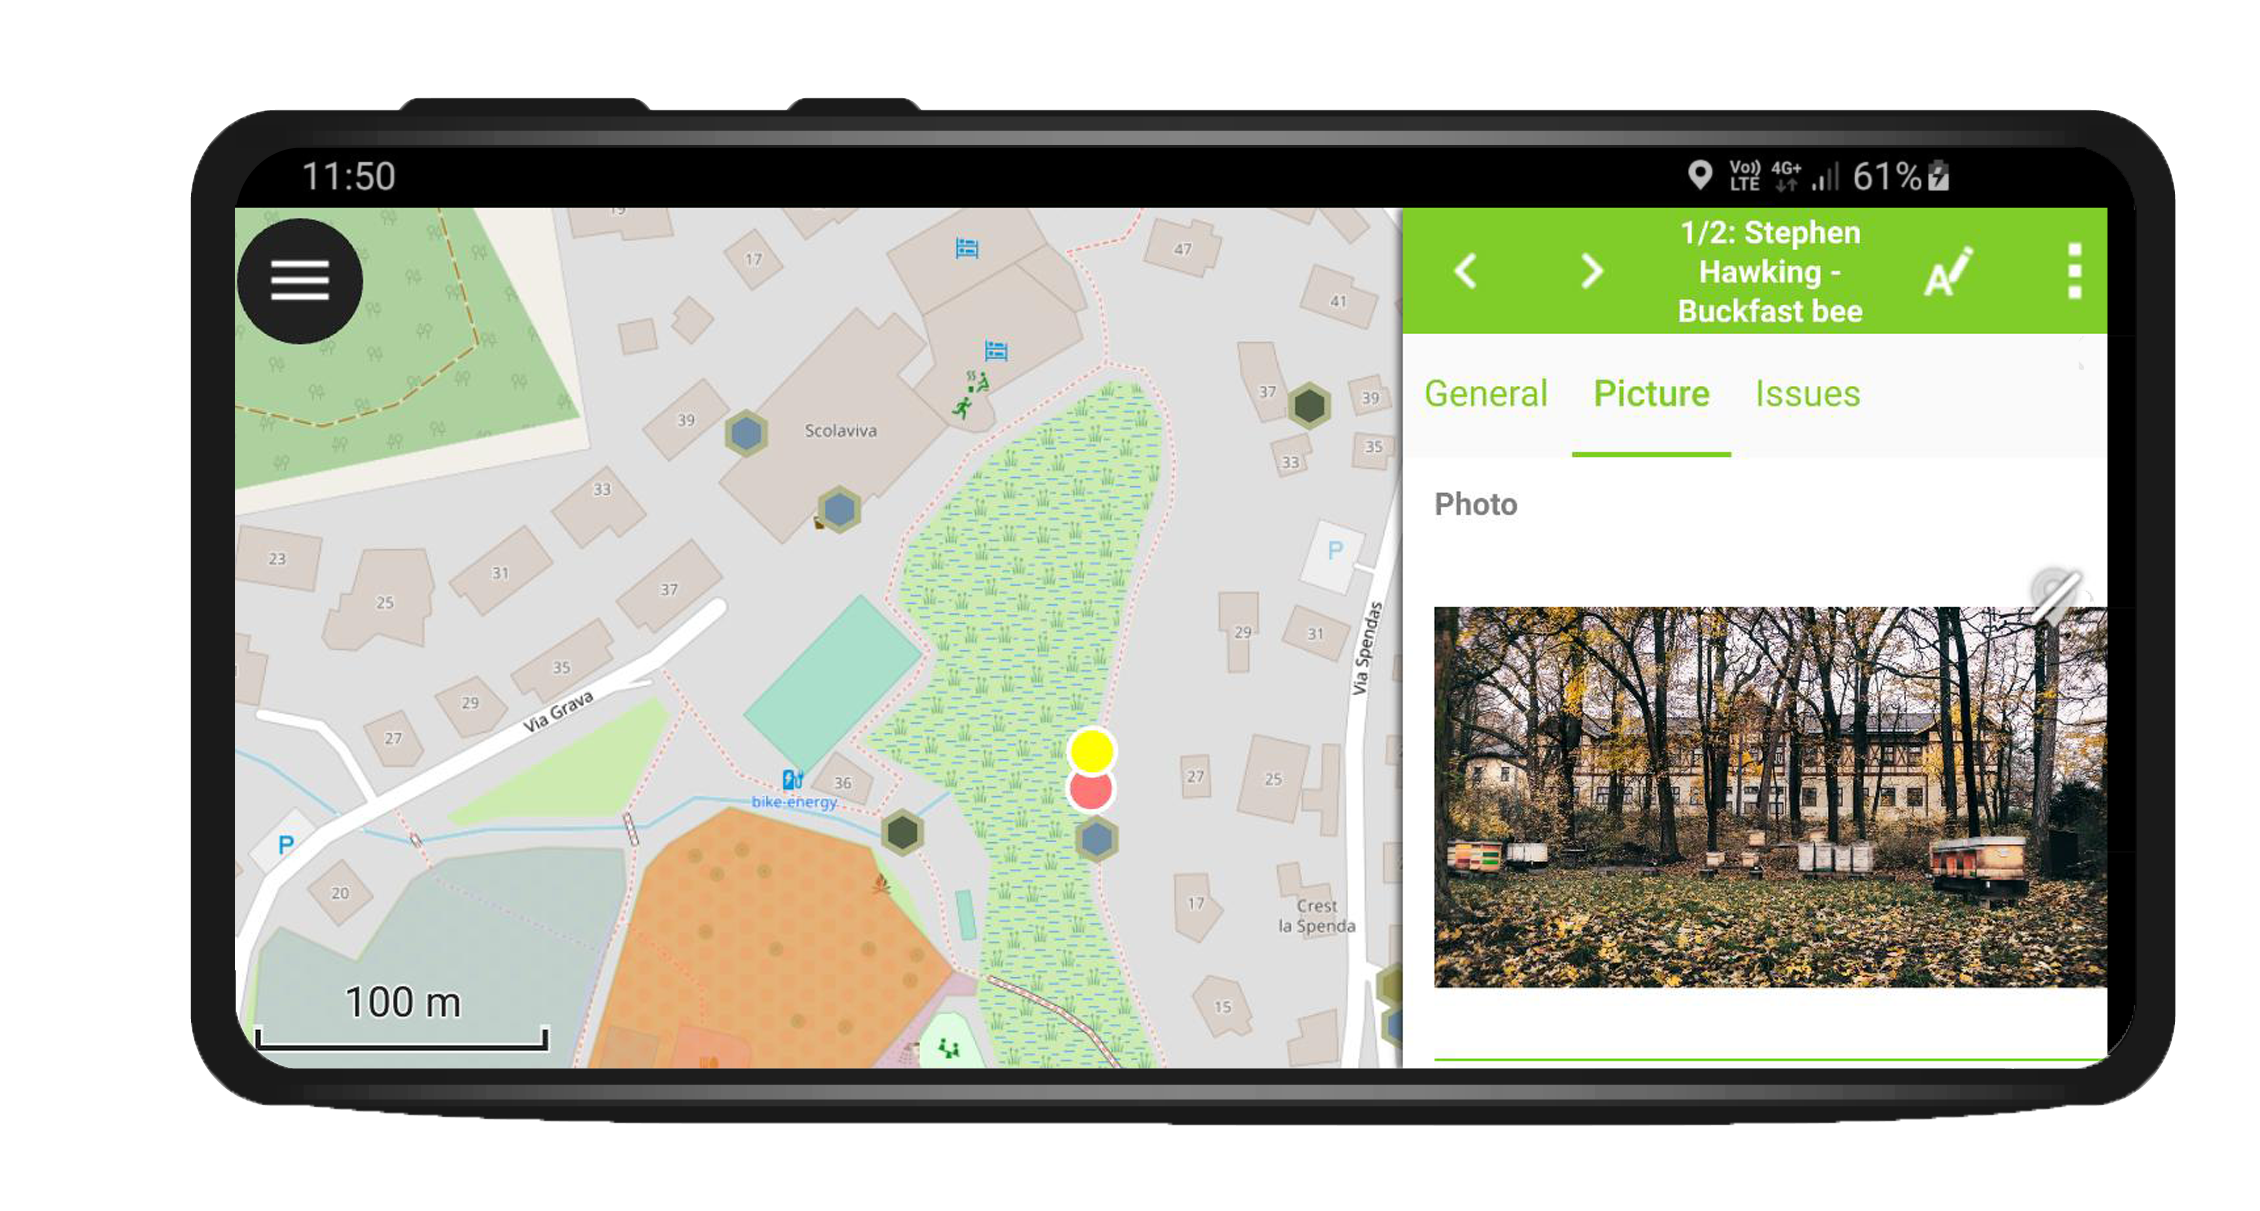 11:50
Vo)) LTE 4G+ 61%
1/2: Stephen
Hawking -
Buckfast bee
General Picture Issues
Photo
17
47
41
37
39
39
Scolaviva
33
35
33
23
31
25
37
P
29
31
Via Spendas
35
29
Via Grava
27
36
bike-energy
27
25
P
20
17
Crest
la Spenda
15
100 m